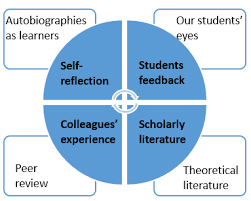 Autobiographies
as learners
Our students'
eyes
Self-
reflection
Students
feedback
Colleagues'
experience
Scholarly
literature
Peer
review
Theoretical
literature